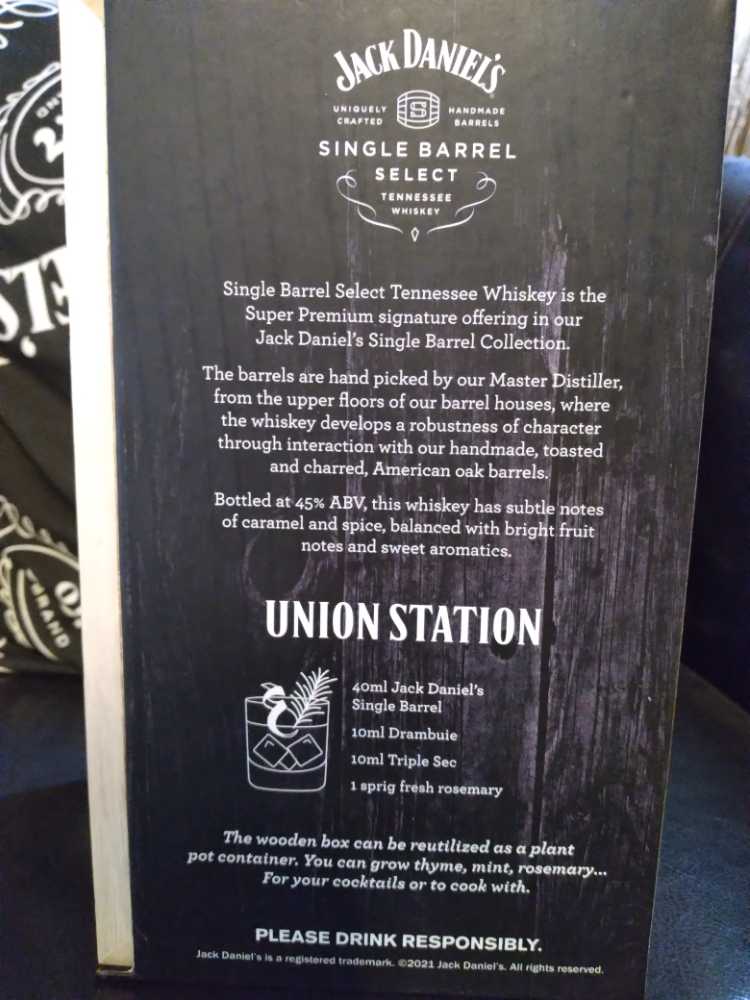 JACK DANIEL'S
UNIQUELY CRAFTED
S
HANDMADE BARRELS
SINGLE BARREL
SELECT
TENNESSEE
WHISKEY
Single Barrel Select Tennessee Whiskey is the
Super Premium signature offering in our
Jack Daniel's Single Barrel Collection.
The barrels are hand picked by our Master Distiller,
from the upper floors of our barrel houses, where
the whiskey develops a robustness of character
through interaction with our handmade, toasted
and charred, American oak barrels.
Bottled at 45% ABV, this whiskey has subtle notes
of caramel and spice, balanced with bright fruit
notes and sweet aromatics.
UNION STATION
40ml Jack Daniel's
Single Barrel
10ml Drambuie
10ml Triple Sec
1 sprig fresh rosemary
The wooden box can be reutilized as a plant
pot container. You can grow thyme, mint, rosemary...
For your cocktails or to cook with.
PLEASE DRINK RESPONSIBLY.
Jack Daniel's is a registered trademark. ©2021 Jack Daniel's. All rights reserved.
BRAND